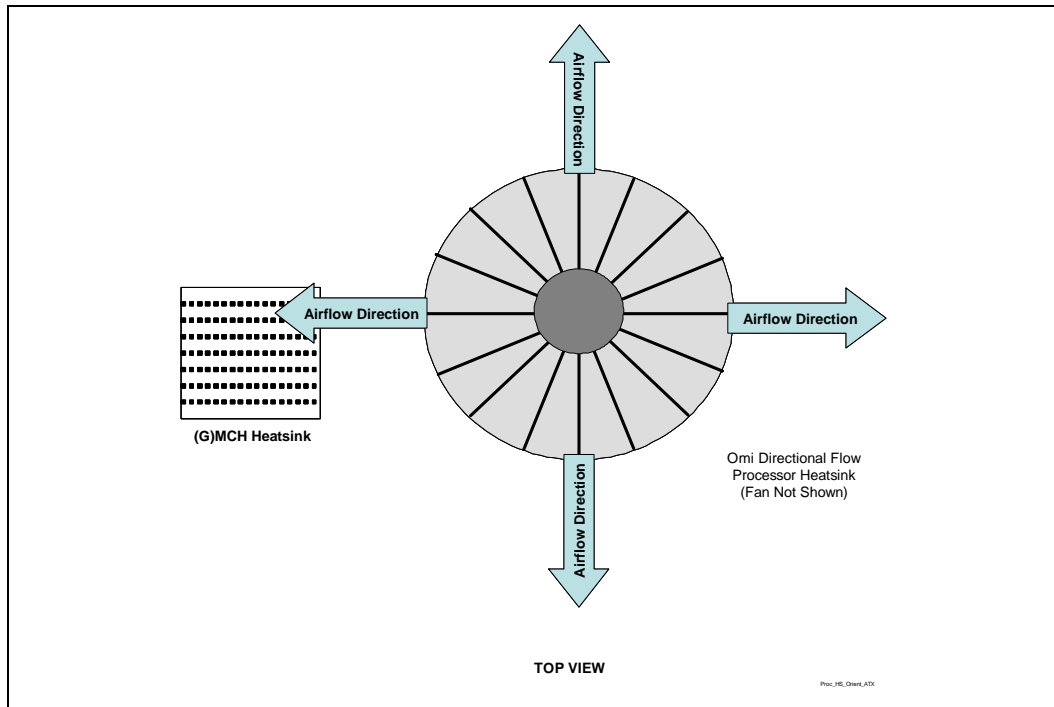 Airflow Direction
Airflow Direction
Airflow Direction
(G)MCH Heatsink
Airflow Direction
Omi Directional Flow
Processor Heatsink
(Fan Not Shown)
TOP VIEW
Proc_HS_Orient_ATX